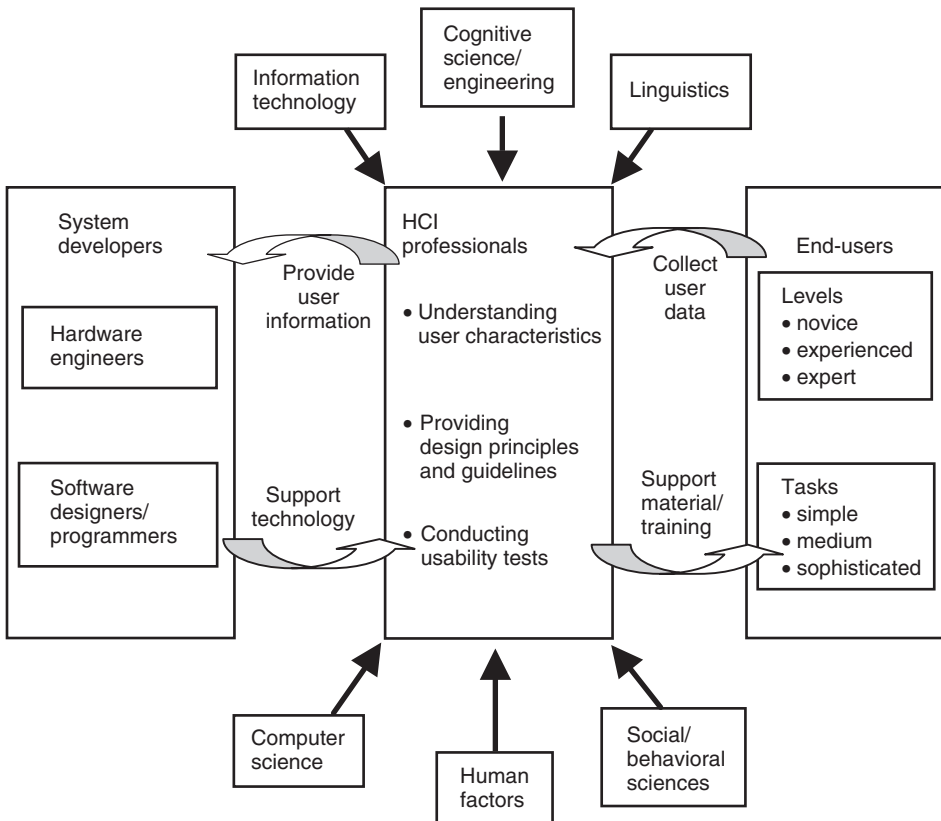 Cognitive
science/
engineering
Information
technology
Linguistics
System
developers
Hardware
engineers
Software
designers/
programmers
Provide
user
information
Support
technology
HCI
professionals
• Understanding
user characteristics
• Providing
design principles
and guidelines
• Conducting
usability tests
Collect
user
data
Support
material/
training
End-users
Levels
• novice
• experienced
• expert
Tasks
• simple
• medium
• sophisticated
Computer
science
Human
factors
Social/
behavioral
sciences